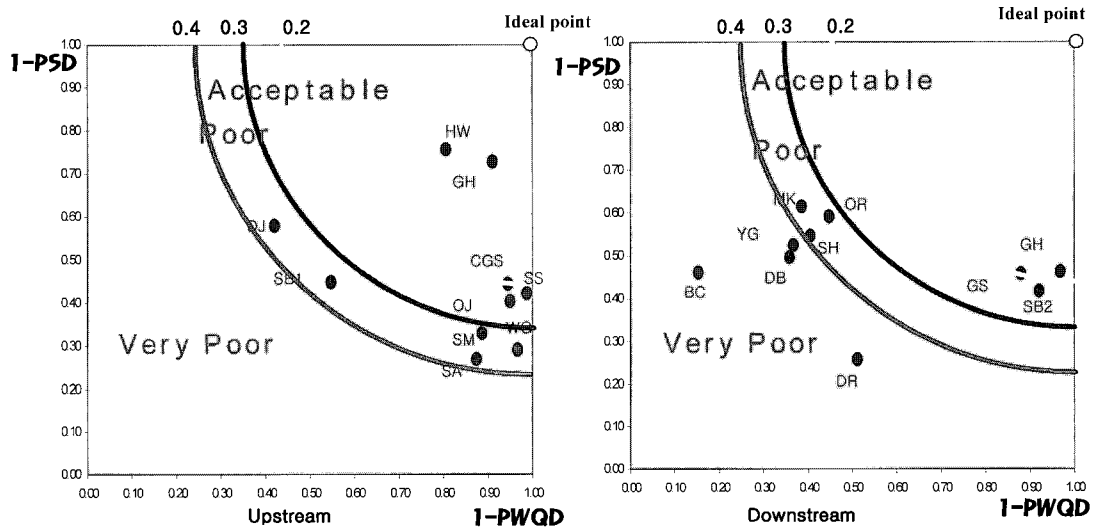 0.4 0.3 0.2 Ideal point
1-PSD
1.00
0.90
0.80
0.70
0.60
0.50
0.40
0.30
0.20
0.10
0.00
Acceptable
Poor
Very Poor
HW
GH
OJ
SB1
CGS
SS
OJ
WG
SM
SA
0.00 0.10 0.20 0.30 0.40 0.50 0.60 0.70 0.80 0.90 1.00
Upstream
1-PWQD
0.4 0.3 0.2 Ideal point
1-PSD
1.00
0.90
0.80
0.70
0.60
0.50
0.40
0.30
0.20
0.10
0.00
Acceptable
Poor
Very Poor
MK
OR
YG
SH
DB
BC
DR
GH
GS
SB2
0.00 0.10 0.20 0.30 0.40 0.50 0.60 0.70 0.80 0.90 1.00
Downstream
1-PWQD